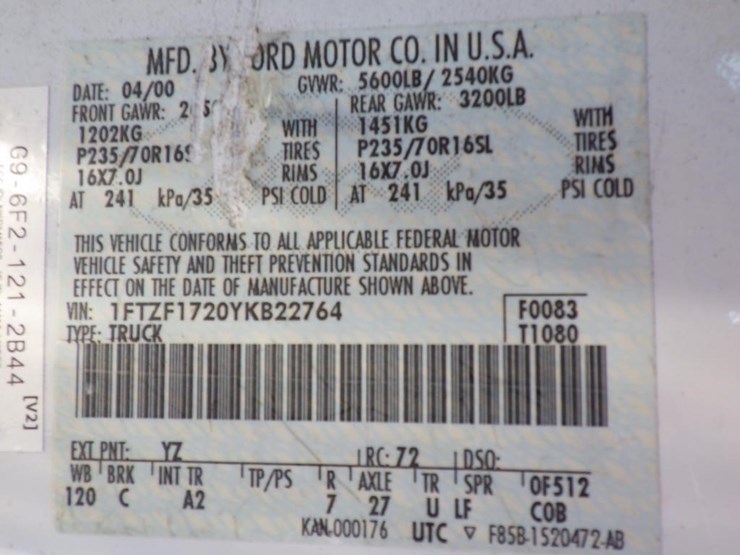 MFD. BY FORD MOTOR CO. IN U.S.A.
DATE: 04/00 GVWR: 5600LB/ 2540KG
FRONT GAWR: REAR GAWR: 3200LB
1202KG WITH 1451KG WITH
P235/70R16S TIRES P235/70R16SL TIRES
16X7.0J RIMS 16X7.0J RIMS
AT 241 kPa/35 PSI COLD AT 241 kPa/35 PSI COLD
THIS VEHICLE CONFORMS TO ALL APPLICABLE FEDERAL MOTOR
VEHICLE SAFETY AND THEFT PREVENTION STANDARDS IN
EFFECT ON THE DATE OF MANUFACTURE SHOWN ABOVE.
VIN: 1FTZF1720YKB22764 F0083
TYPE: TRUCK T1080
EXT PNT: YZ RC: 72 DSO:
WB BRK INT TR TP/PS R AXLE TR SPR OF512
120 C A2 7 27 U LF COB
KAN-000176 UTC ▽ F85B-1520472-AB
G9-6F2-121-2B44 [V2]